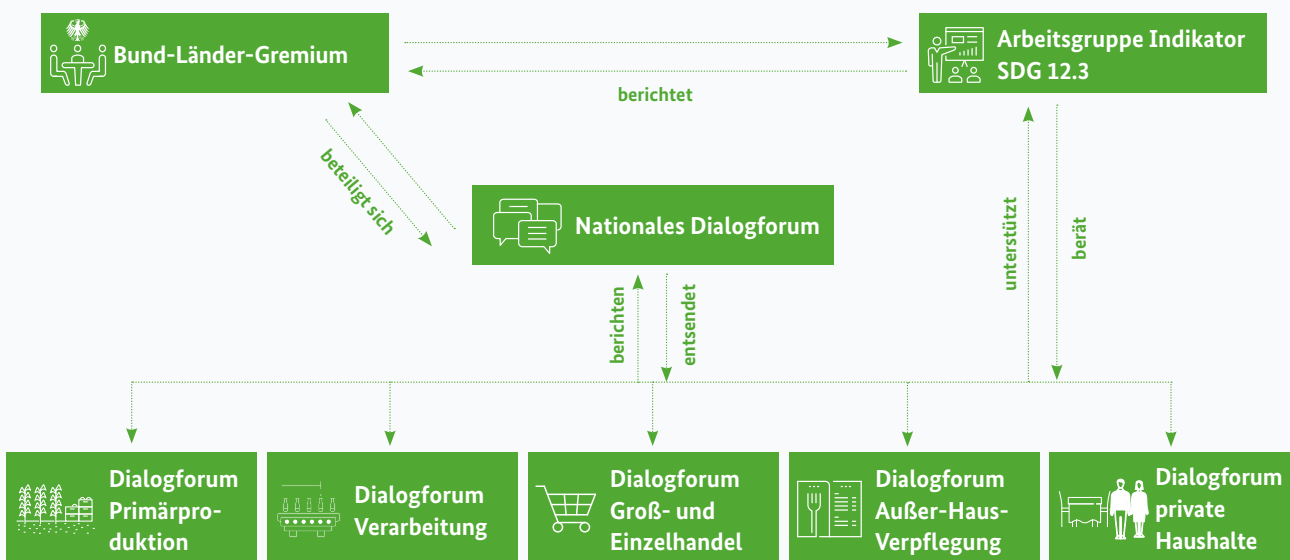 Bund-Länder-Gremium
Arbeitsgruppe Indikator
SDG 12.3
berichtet
beteiligt sich
Nationales Dialogforum
unterstützt
berät
berichten
entsendet
Dialogforum
Primärpro-
duktion
Dialogforum
Verarbeitung
Dialogforum
Groß- und
Einzelhandel
Dialogforum
Außer-Haus-
Verpflegung
Dialogforum
private
Haushalte